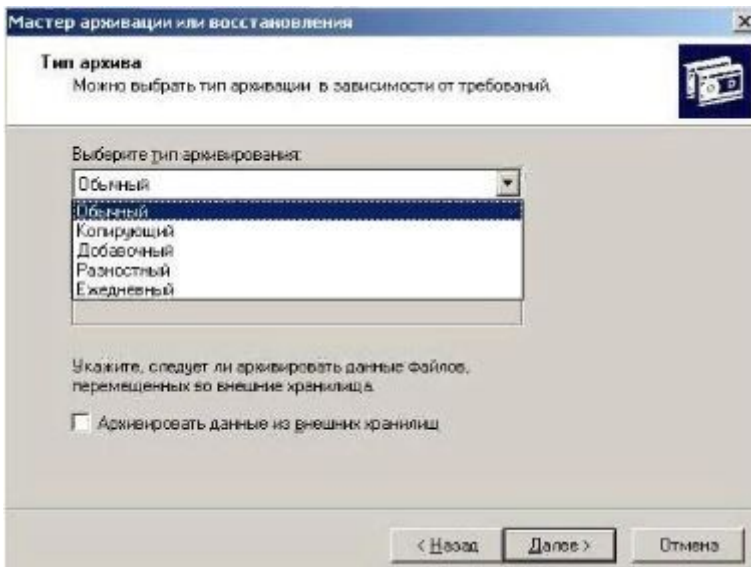 Мастер архивации или восстановления
Тип архива
Можно выбрать тип архивации в зависимости от требований.
Выберите тип архивирования:
Обычный
Обычный
Копирующий
Добавочный
Разностный
Ежедневный
Укажите, следует ли архивировать данные файлов,
перемещенных во внешние хранилища.
Архивировать данные из внешних хранилищ
< Назад
Далее >
Отмена